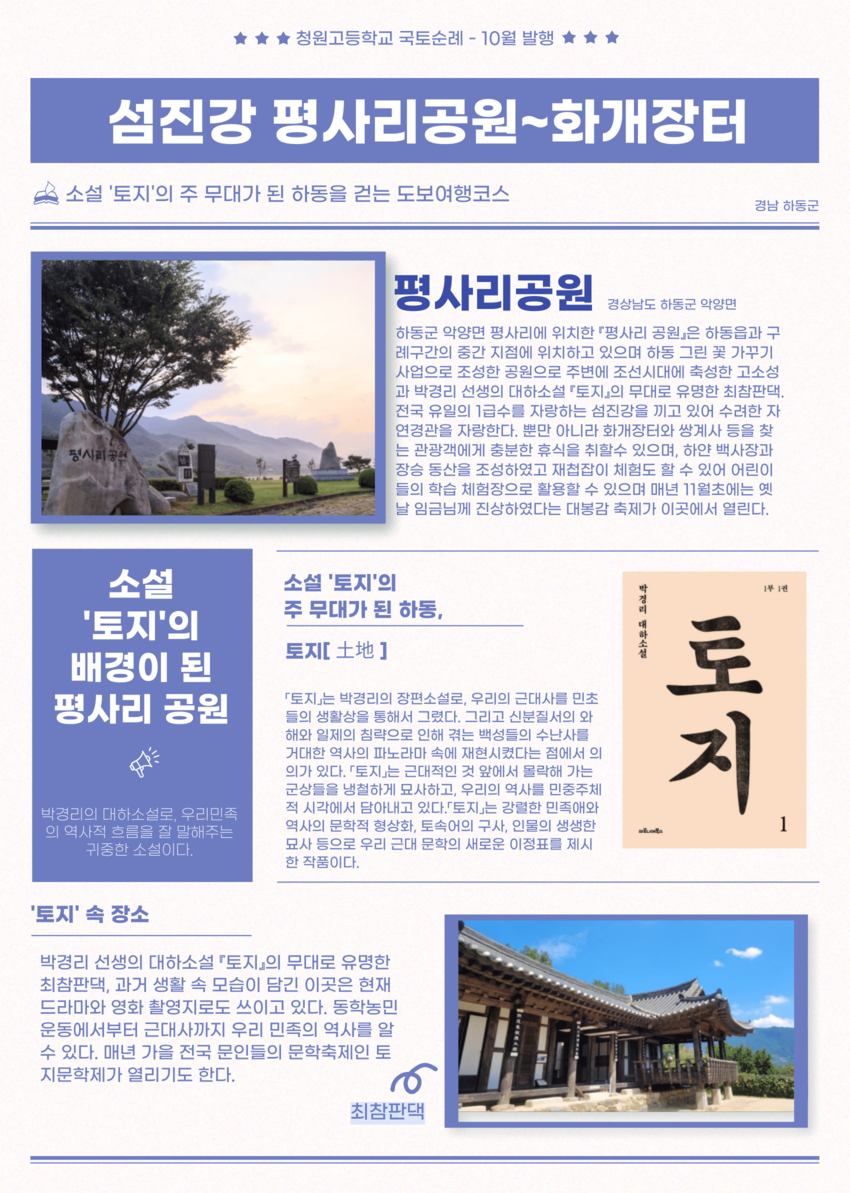 ★ ★ ★ 청원고등학교 국토순례 - 10월 발행 ★ ★ ★
섬진강 평사리공원~화개장터
소설 '토지'의 주 무대가 된 하동을 걷는 도보여행코스
경남 하동군
평사리공원
평사리공원 경상남도 하동군 악양면
하동군 악양면 평사리에 위치한 『평사리 공원』은 하동읍과 구
례구간의 중간 지점에 위치하고 있으며 하동 그린 꽃 가꾸기
사업으로 조성한 공원으로 주변에 조선시대에 축성한 고소성
과 박경리 선생의 대하소설 『토지』의 무대로 유명한 최참판댁.
전국 유일의 1급수를 자랑하는 섬진강을 끼고 있어 수려한 자
연경관을 자랑한다. 뿐만 아니라 화개장터와 쌍계사 등을 찾
는 관광객에게 충분한 휴식을 취할수 있으며, 하얀 백사장과
장승 동산을 조성하였고 재첩잡이 체험도 할 수 있어 어린이
들의 학습 체험장으로 활용할 수 있으며 매년 11월초에는 옛
날 임금님께 진상하였다는 대봉감 축제가 이곳에서 열린다.
소설
'토지'의
배경이 된
평사리 공원
박경리의 대하소설로, 우리민족
의 역사적 흐름을 잘 말해주는
귀중한 소설이다.
소설 '토지'의
주 무대가 된 하동,
토지[ 土地 ]
「토지」는 박경리의 장편소설로, 우리의 근대사를 민초
들의 생활상을 통해서 그렸다. 그리고 신분질서의 와
해와 일제의 침략으로 인해 겪는 백성들의 수난사를
거대한 역사의 파노라마 속에 재현시켰다는 점에서 의
의가 있다. 「토지」는 근대적인 것 앞에서 몰락해 가는
군상들을 냉철하게 묘사하고, 우리의 역사를 민중주체
적 시각에서 담아내고 있다.「토지」는 강렬한 민족애와
역사의 문학적 형상화, 토속어의 구사, 인물의 생생한
묘사 등으로 우리 근대 문학의 새로운 이정표를 제시
한 작품이다.
박경리 대하소설
1부 1권
토지
마로니에북스
1
'토지' 속 장소
박경리 선생의 대하소설 『토지』의 무대로 유명한
최참판댁, 과거 생활 속 모습이 담긴 이곳은 현재
드라마와 영화 촬영지로도 쓰이고 있다. 동학농민
운동에서부터 근대사까지 우리 민족의 역사를 알
수 있다. 매년 가을 전국 문인들의 문학축제인 토
지문학제가 열리기도 한다.
최참판댁